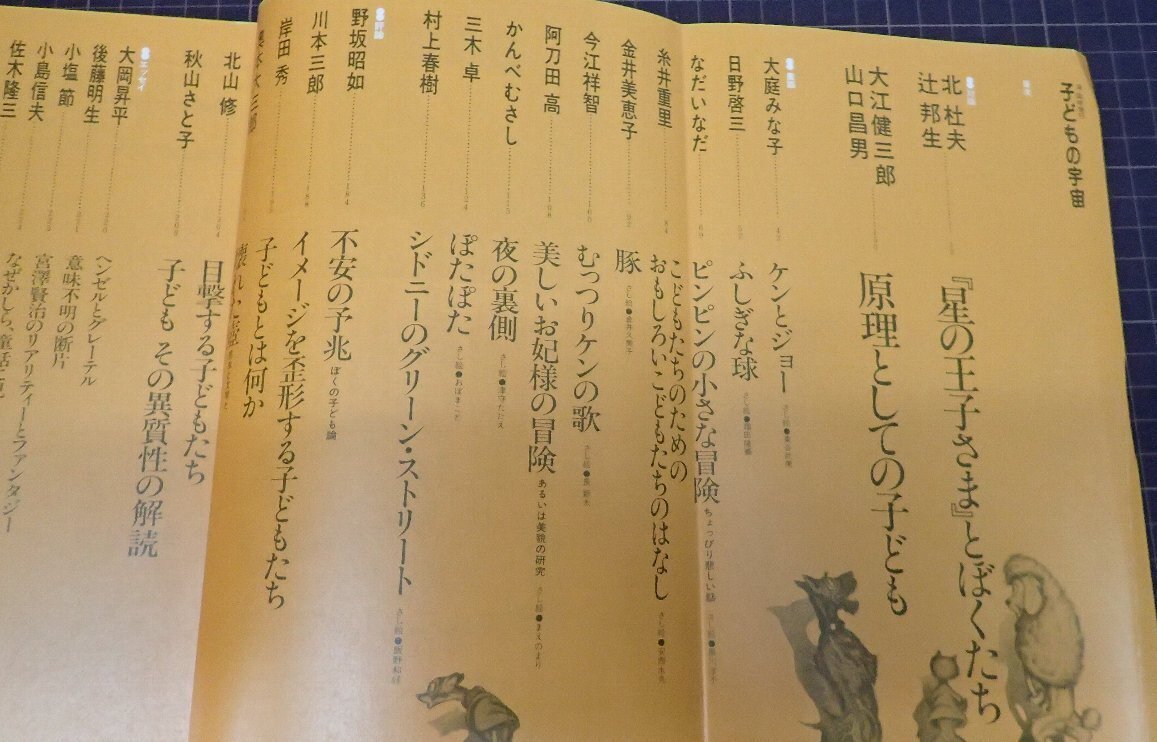 子どもの宇宙
北 杜夫
辻 邦生
『星の王子さま』とぼくたち
大江健三郎
山口昌男
原理としての子ども
大庭みな子
ケンとジョー
日野啓三
ふしぎな球
なだいなだ
ピンピンの小さな冒険 ちょっぴり悲しい話
糸井重里
こどもたちのための
おもしろいこどもたちのはなし
金井美恵子
豚
今江祥智
むっつりケンの歌
阿刀田 高
美しいお妃様の冒険 あるいは美貌の研究
かんべむさし
夜の裏側
三木 卓
ぽたぽた
村上春樹
136
シドニーのグリーン・ストリート
評論
野坂昭如
184
不安の予兆 ぼくの子ども論
川本三郎
188
イメージを歪形する子どもたち
岸田 秀
子どもとは何か
北山 修
204
目撃する子どもたち
秋山さと子
子ども その異質性の解読
エッセイ
大岡昇平
ヘンゼルとグレーテル
後藤明生
意味不明の断片
小塩 節
宮澤賢治のリアリティーとファンタジー
小島信夫
佐木隆三